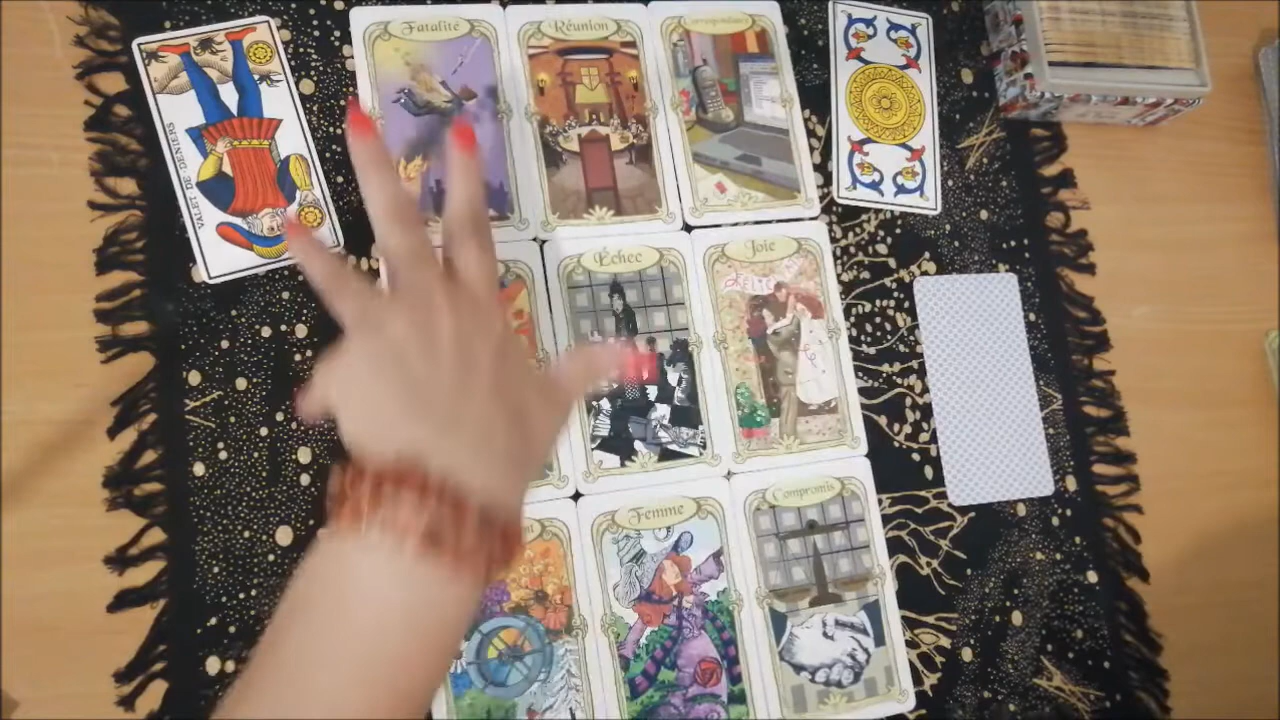 Fatalité
Réunion
Correspondance
VALET·DE·DENIERS
Échec
Joie
Femme
Compromis